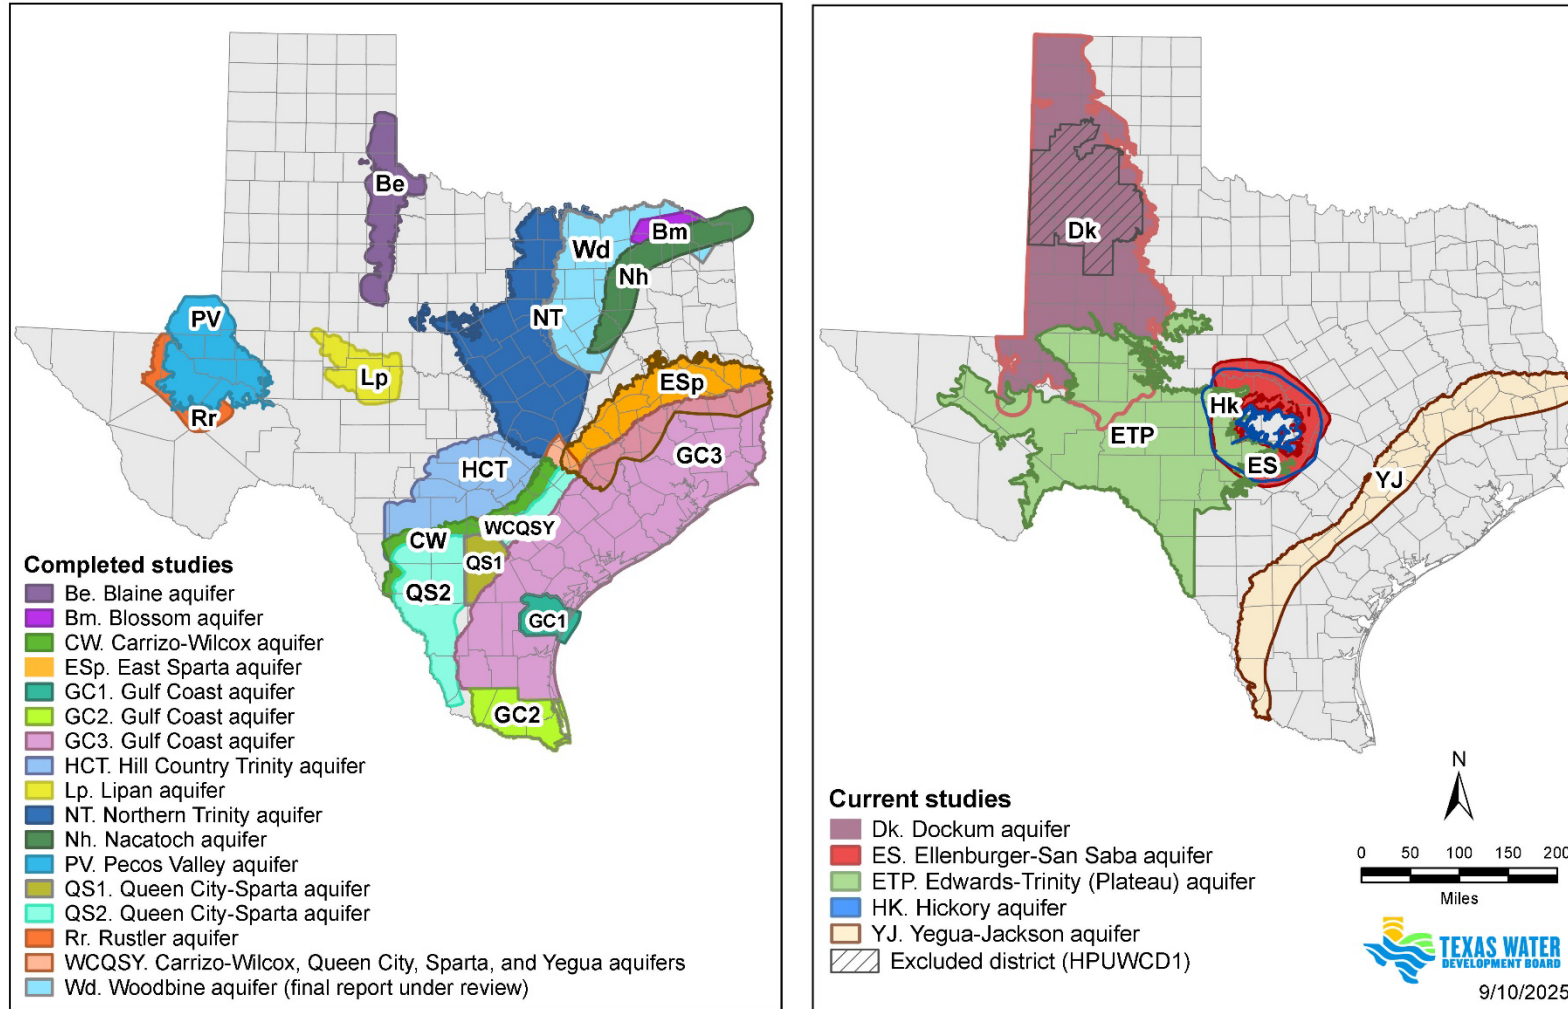 Be
Bm
Wd
Nh
NT
PV
Lp
Rr
ESp
GC3
HCT
WCQSY
CW
QS1
QS2
GC1
GC2
Completed studies
Be. Blaine aquifer
Bm. Blossom aquifer
CW. Carrizo-Wilcox aquifer
ESp. East Sparta aquifer
GC1. Gulf Coast aquifer
GC2. Gulf Coast aquifer
GC3. Gulf Coast aquifer
HCT. Hill Country Trinity aquifer
Lp. Lipan aquifer
NT. Northern Trinity aquifer
Nh. Nacatoch aquifer
PV. Pecos Valley aquifer
QS1. Queen City-Sparta aquifer
QS2. Queen City-Sparta aquifer
Rr. Rustler aquifer
WCQSY. Carrizo-Wilcox, Queen City, Sparta, and Yegua aquifers
Wd. Woodbine aquifer (final report under review)
Dk
Hk
ETP
ES
YJ
Current studies
Dk. Dockum aquifer
ES. Ellenburger-San Saba aquifer
ETP. Edwards-Trinity (Plateau) aquifer
HK. Hickory aquifer
YJ. Yegua-Jackson aquifer
Excluded district (HPUWCD1)
N
0 50 100 150 200
Miles
TEXAS WATER
DEVELOPMENT BOARD
9/10/2025